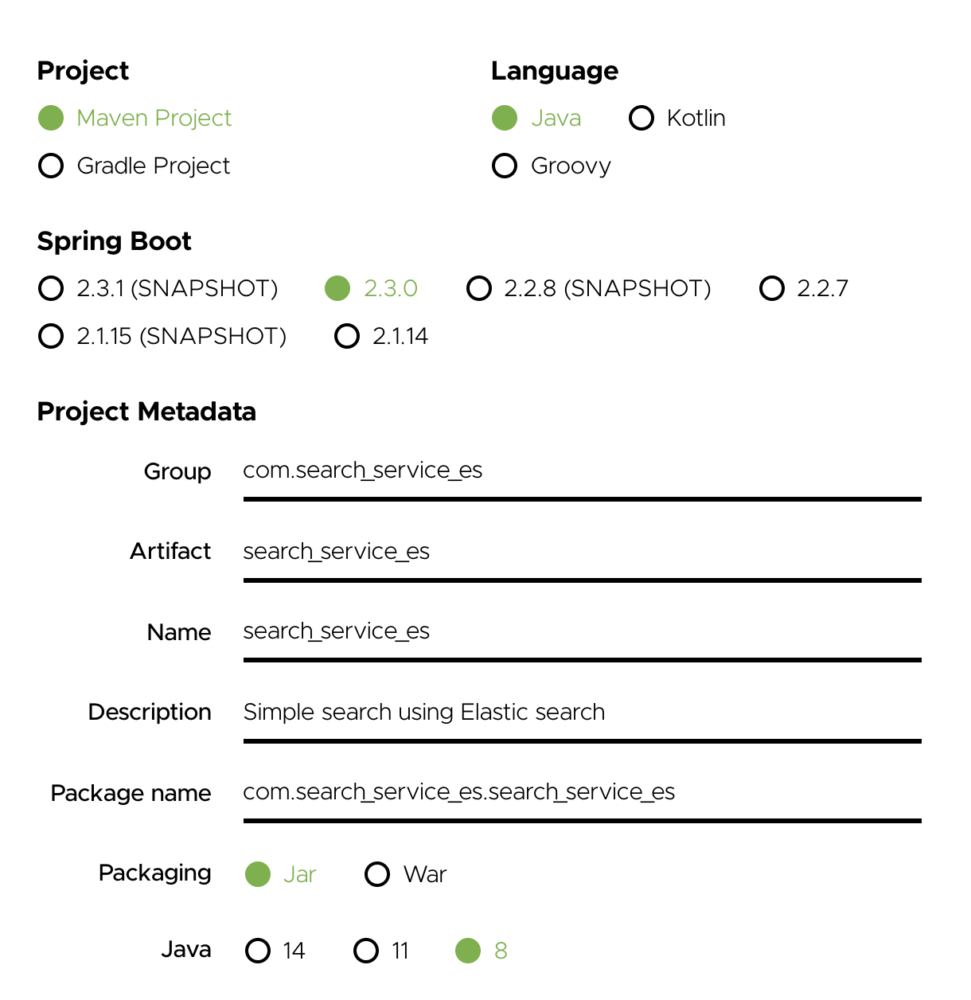 Project
Language
Maven Project
Java Kotlin
Gradle Project
Groovy
Spring Boot
2.3.1 (SNAPSHOT) 2.3.0 2.2.8 (SNAPSHOT) 2.2.7
2.1.15 (SNAPSHOT) 2.1.14
Project Metadata
Group com.search_service_es
Artifact search_service_es
Name search_service_es
Description Simple search using Elastic search
Package name com.search_service_es.search_service_es
Packaging Jar War
Java 14 11 8